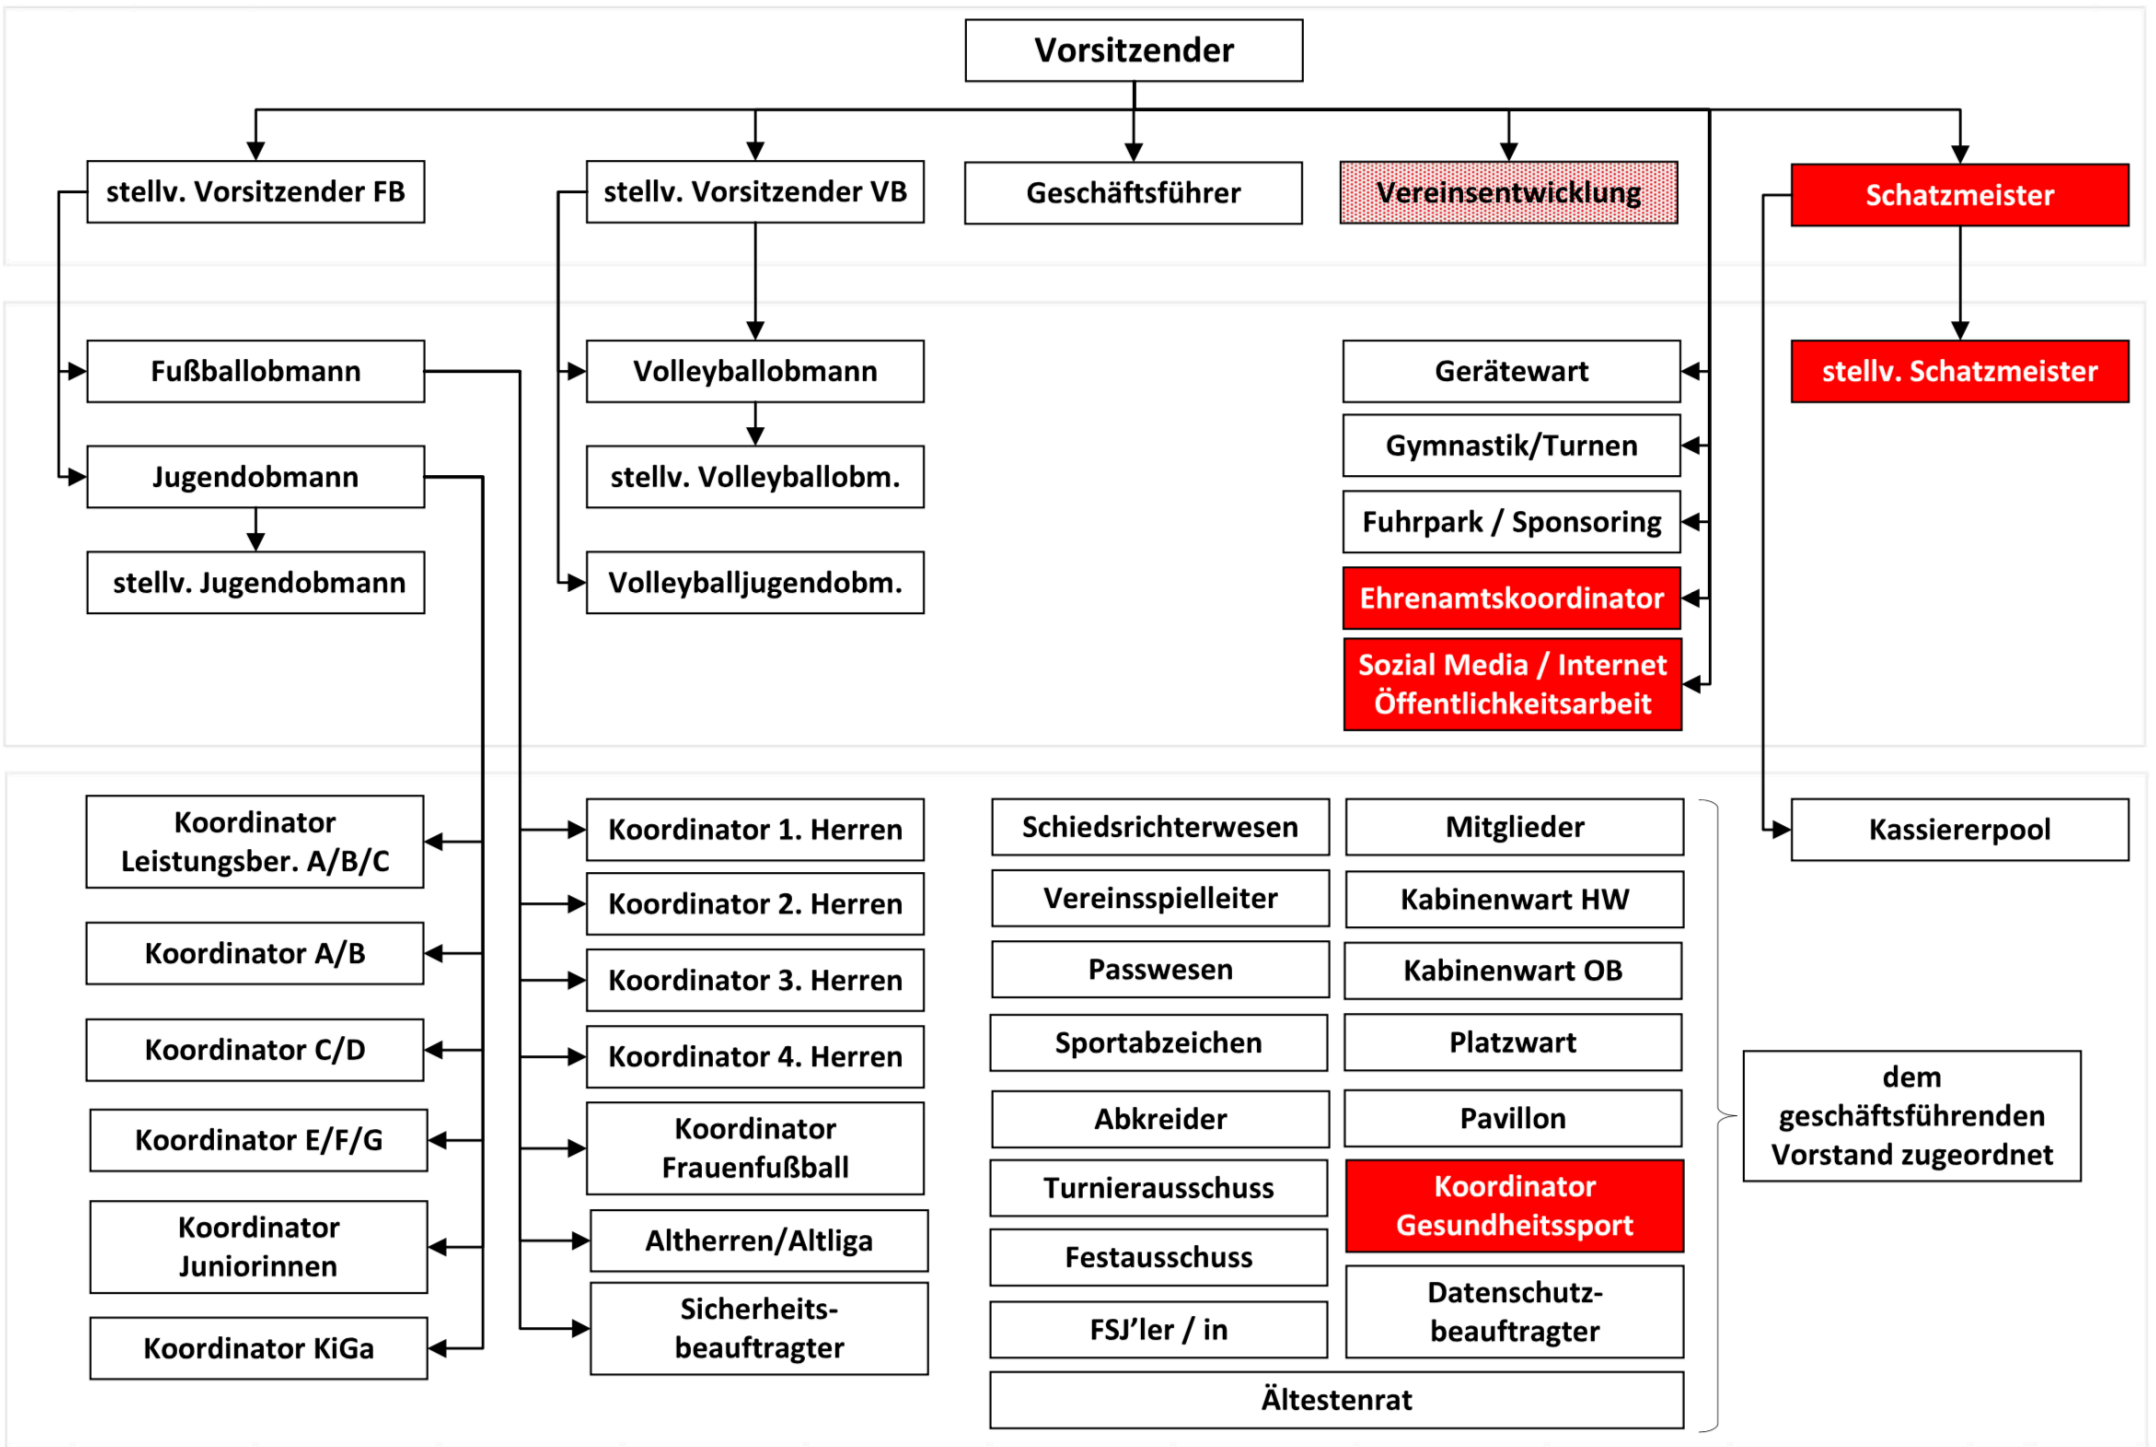 Vorsitzender
stellv. Vorsitzender FB
stellv. Vorsitzender VB
Geschäftsführer
Vereinsentwicklung
Schatzmeister
Fußballobmann
Volleyballobmann
Gerätewart
stellv. Schatzmeister
Gymnastik/Turnen
Jugendobmann
stellv. Volleyballobm.
Fuhrpark / Sponsoring
stellv. Jugendobmann
Volleyballjugendobm.
Ehrenamtskoordinator
Sozial Media / Internet
Öffentlichkeitsarbeit
Koordinator
Leistungsber. A/B/C
Koordinator A/B
Koordinator C/D
Koordinator E/F/G
Koordinator
Juniorinnen
Koordinator KiGa
Koordinator 1. Herren
Koordinator 2. Herren
Koordinator 3. Herren
Koordinator 4. Herren
Koordinator
Frauenfußball
Altherren/Altliga
Sicherheits-
beauftragter
Schiedsrichterwesen
Vereinsspielleiter
Passwesen
Sportabzeichen
Abkreider
Turnierausschuss
Festausschuss
FSJ’ler / in
Mitglieder
Kabinenwart HW
Kabinenwart OB
Platzwart
Pavillon
Koordinator
Gesundheitssport
Datenschutz-
beauftragter
Ältestenrat
Kassiererpool
dem
geschäftsführenden
Vorstand zugeordnet